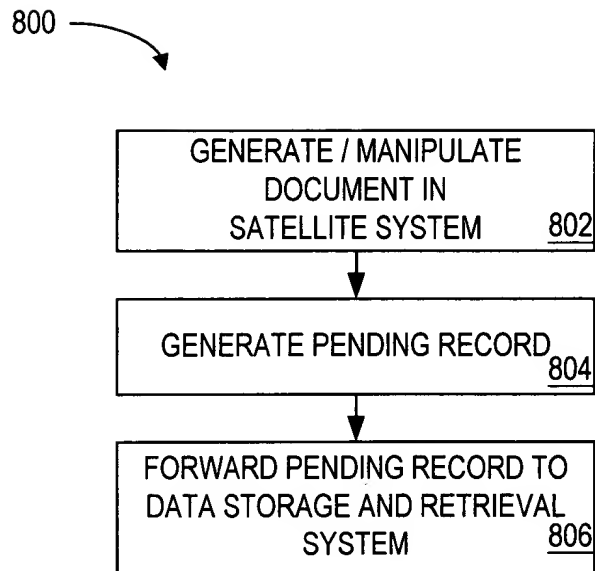 800
GENERATE / MANIPULATE
DOCUMENT IN
SATELLITE SYSTEM 802
GENERATE PENDING RECORD 804
FORWARD PENDING RECORD TO
DATA STORAGE AND RETRIEVAL
SYSTEM 806